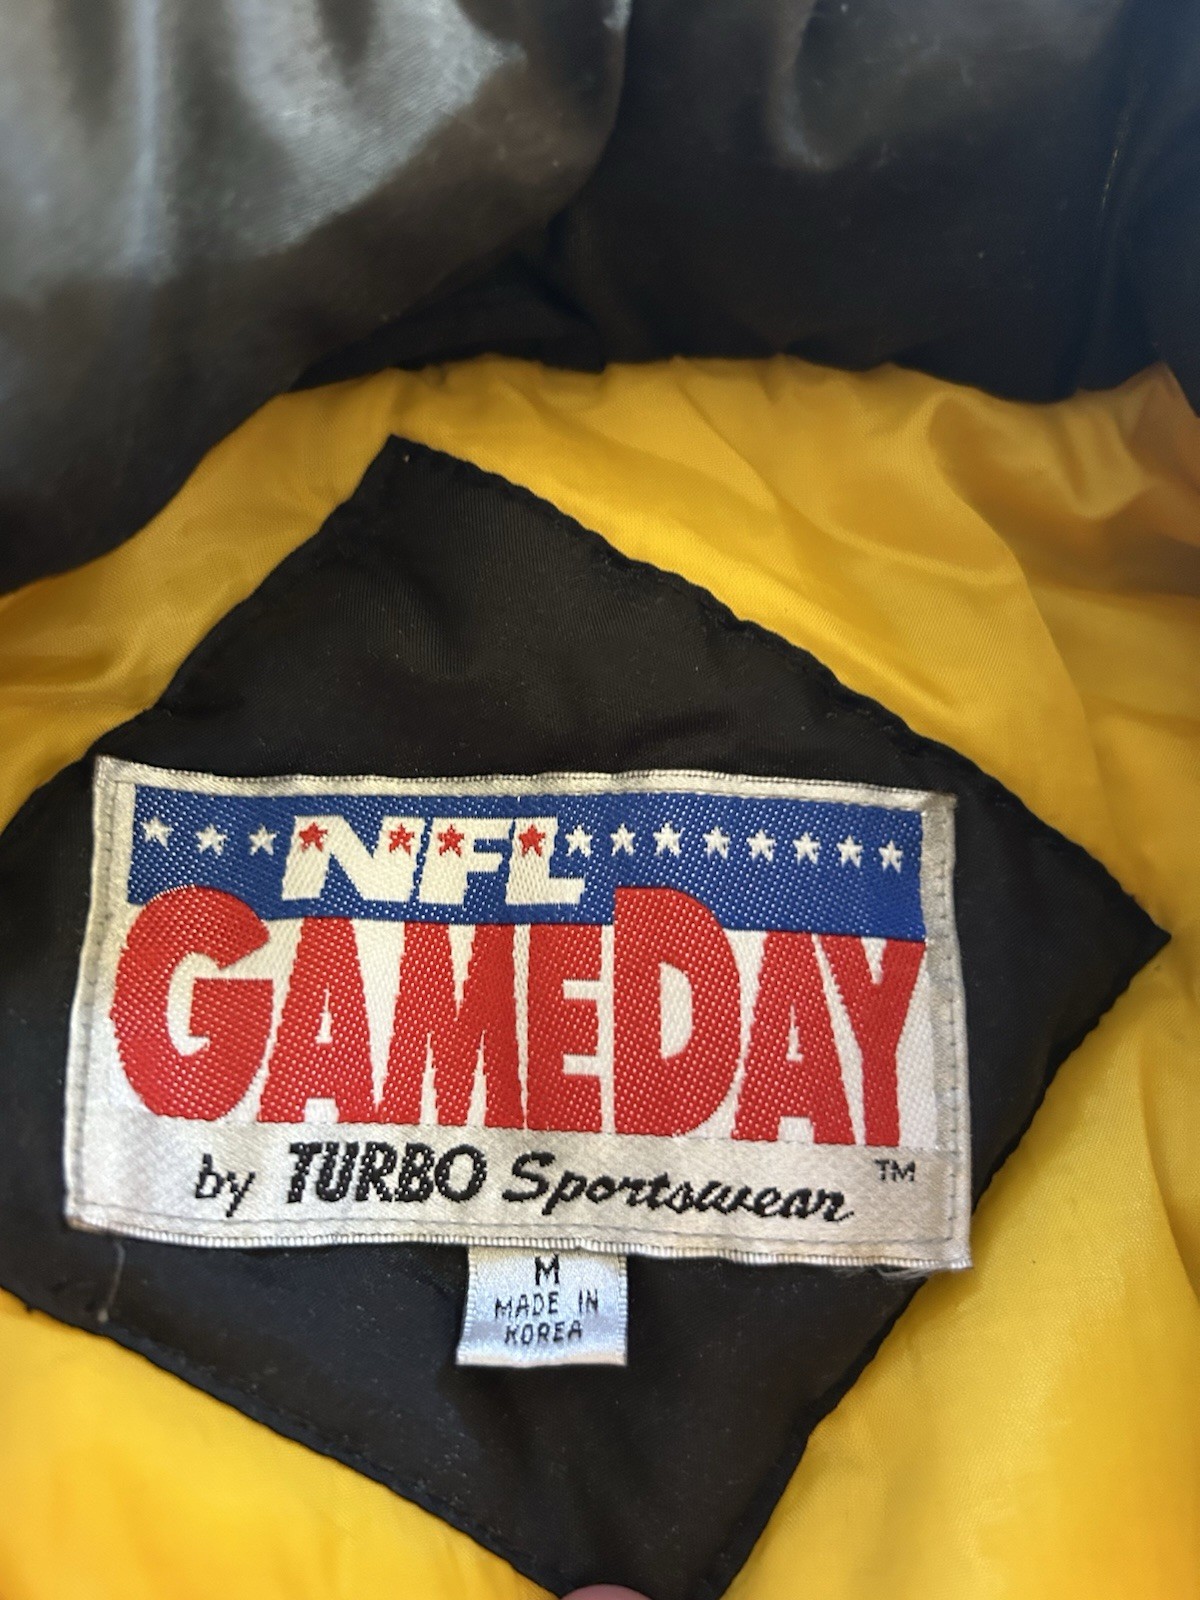 NFL
GAMEDAY
by TURBO Sportswear ™
M
MADE IN
KOREA